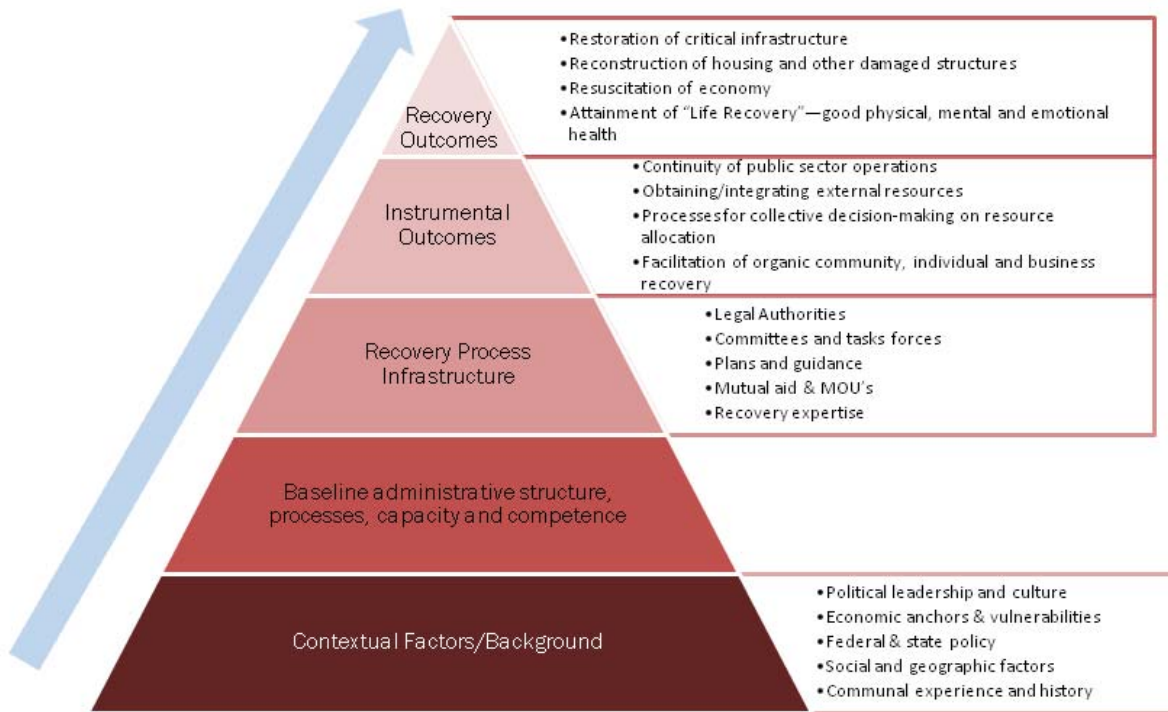 Recovery
Outcomes
•Restoration of critical infrastructure
•Reconstruction of housing and other damaged structures
•Resuscitation of economy
•Attainment of “Life Recovery”—good physical, mental and emotional
health
Instrumental
Outcomes
•Continuity of public sector operations
•Obtaining/integrating external resources
•Processes for collective decision-making on resource
allocation
•Facilitation of organic community, individual and business
recovery
Recovery Process
Infrastructure
•Legal Authorities
•Committees and tasks forces
•Plans and guidance
•Mutual aid & MOU's
•Recovery expertise
Baseline administrative structure,
processes, capacity and competence
Contextual Factors/Background
•Political leadership and culture
•Economic anchors & vulnerabilities
•Federal & state policy
•Social and geographic factors
•Communal experience and history